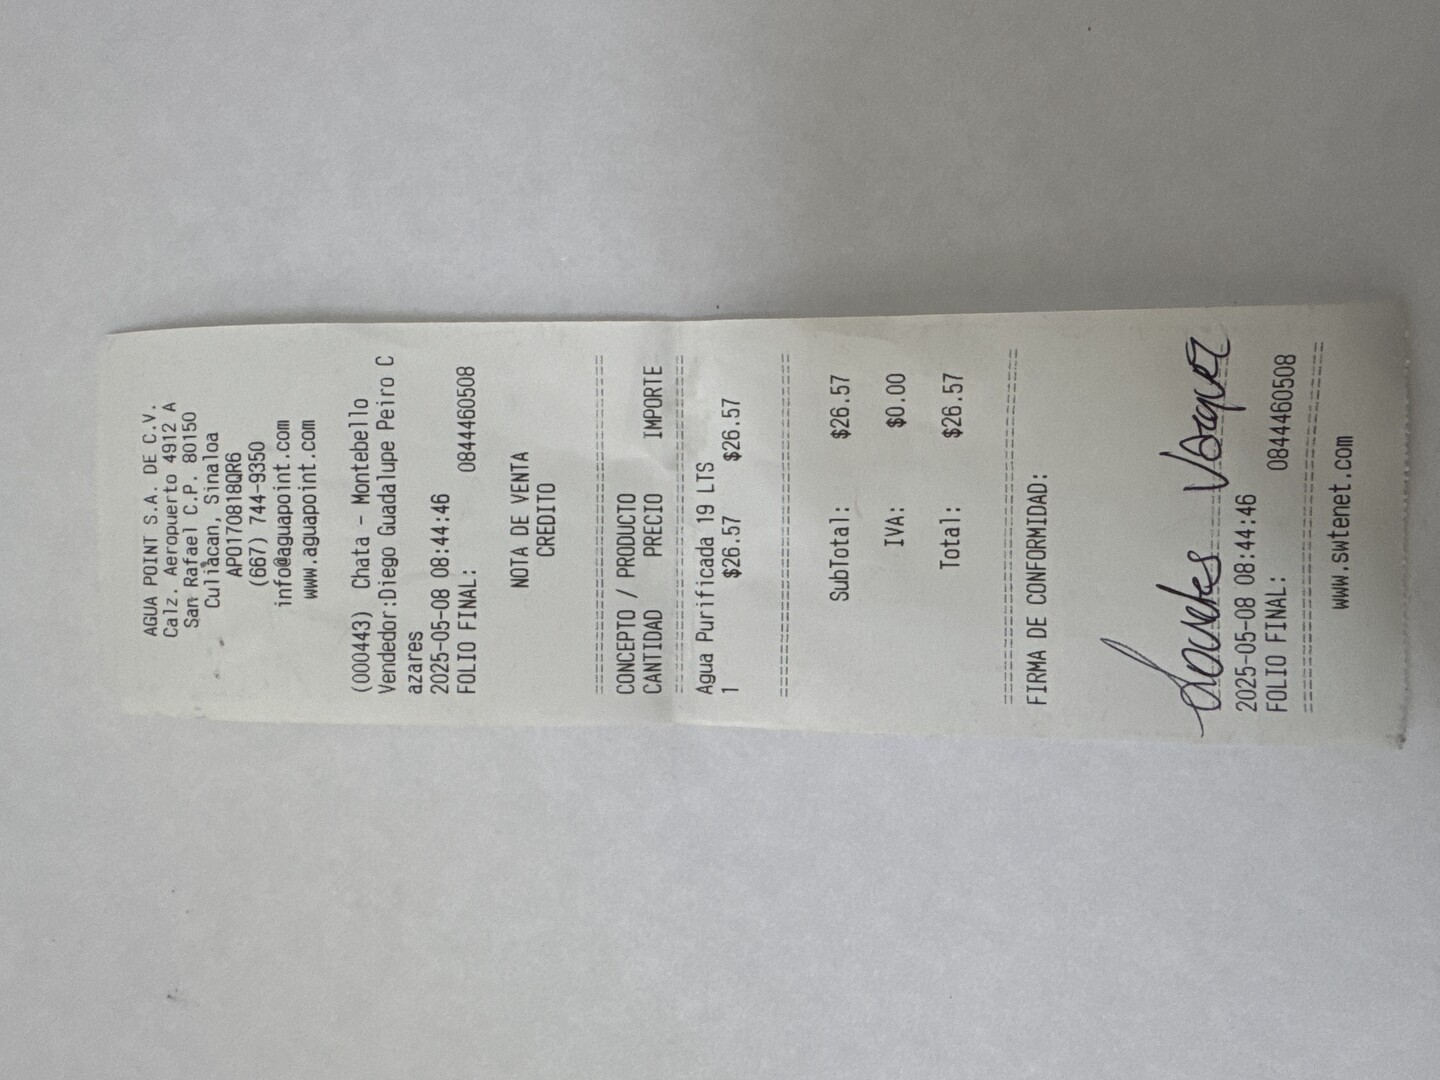 AGUA POINT S.A. DE C.V.
Calz. Aeropuerto 4912 A
San Rafael C.P. 80150
Culiacan, Sinaloa
APO170818QR6
(667) 744-9350
info@aguapoint.com
www.aguapoint.com
(000443) Chata - Montebello
Vendedor:Diego Guadalupe Peiro C
azares
2025-05-08 08:44:46
FOLIO FINAL: 0844460508
NOTA DE VENTA
CREDITO
================================
CONCEPTO / PRODUCTO
CANTIDAD PRECIO IMPORTE
================================
Agua Purificada 19 LTS
1 $26.57 $26.57
================================
SubTotal: $26.57
IVA: $0.00
Total: $26.57
================================
FIRMA DE CONFORMIDAD:
Lourdes Vazquez
2025-05-08 08:44:46
FOLIO FINAL: 0844460508
================================
www.swtenet.com